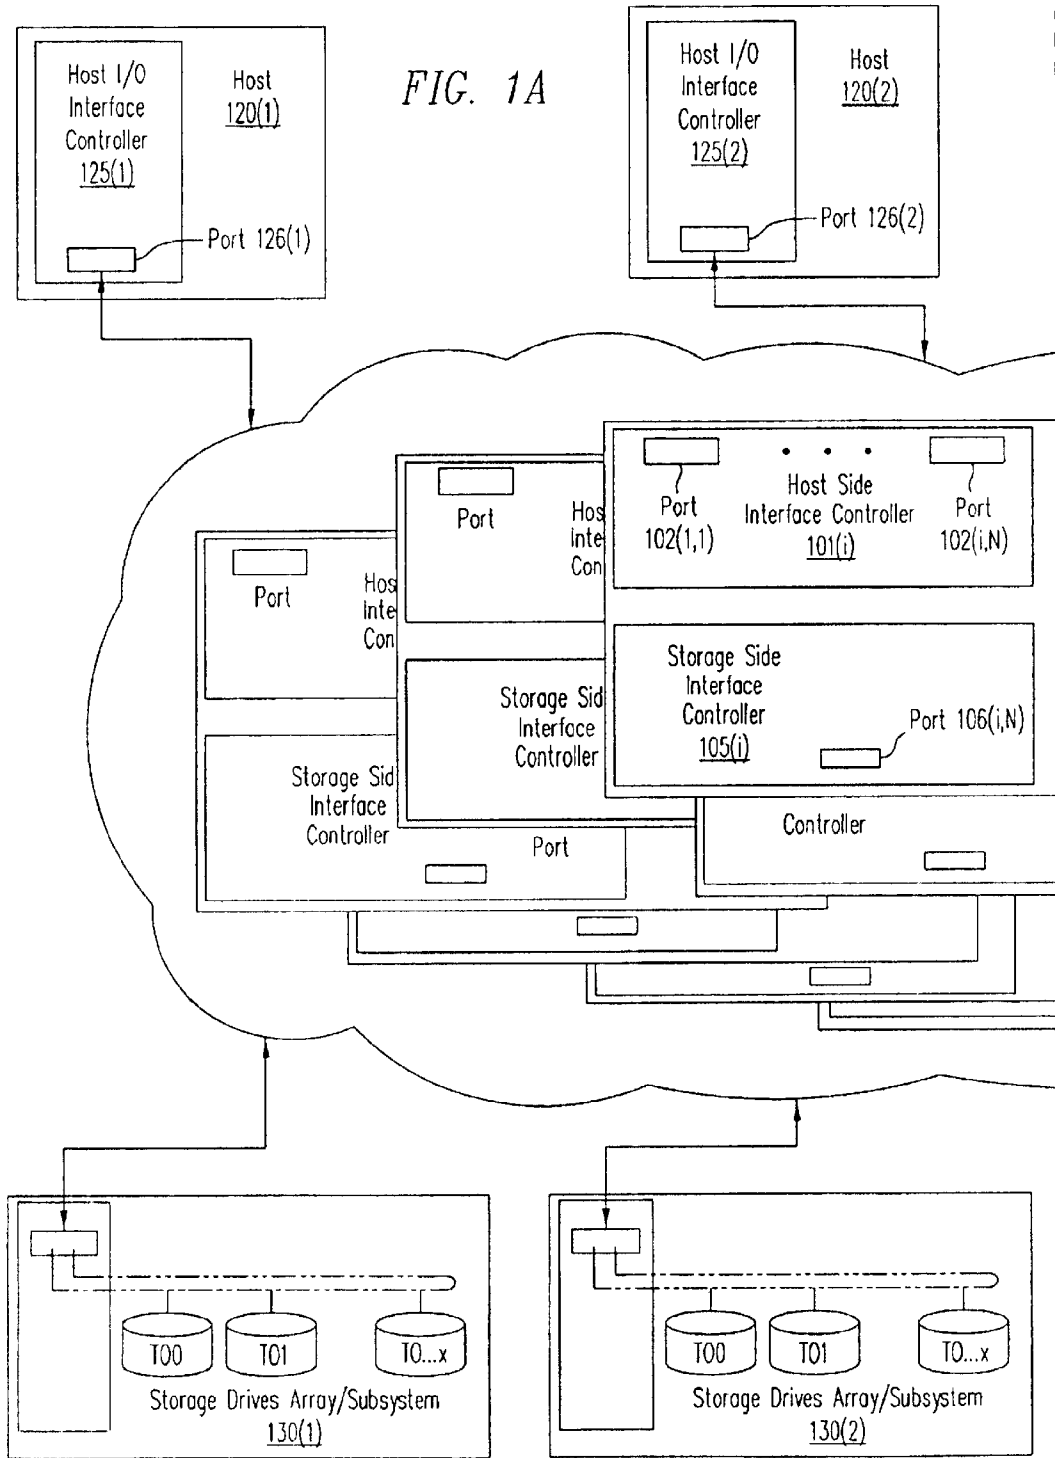 FIG. 1A
Host I/O
Interface
Controller
125(1)
Host
120(1)
Port 126(1)
Host I/O
Interface
Controller
125(2)
Host
120(2)
Port 126(2)
Port
102(1,1)
Host Side
Interface Controller
101(i)
Port
102(i,N)
Storage Side
Interface
Controller
105(i)
Port 106(i,N)
Port
Hos
Inte
Con
Storage Sid
Interface
Controller
Port
Hos
Inte
Con
Storage Sid
Interface
Controller
Port
Controller
T00
T01
T0...x
Storage Drives Array/Subsystem
130(1)
T00
T01
T0...x
Storage Drives Array/Subsystem
130(2)